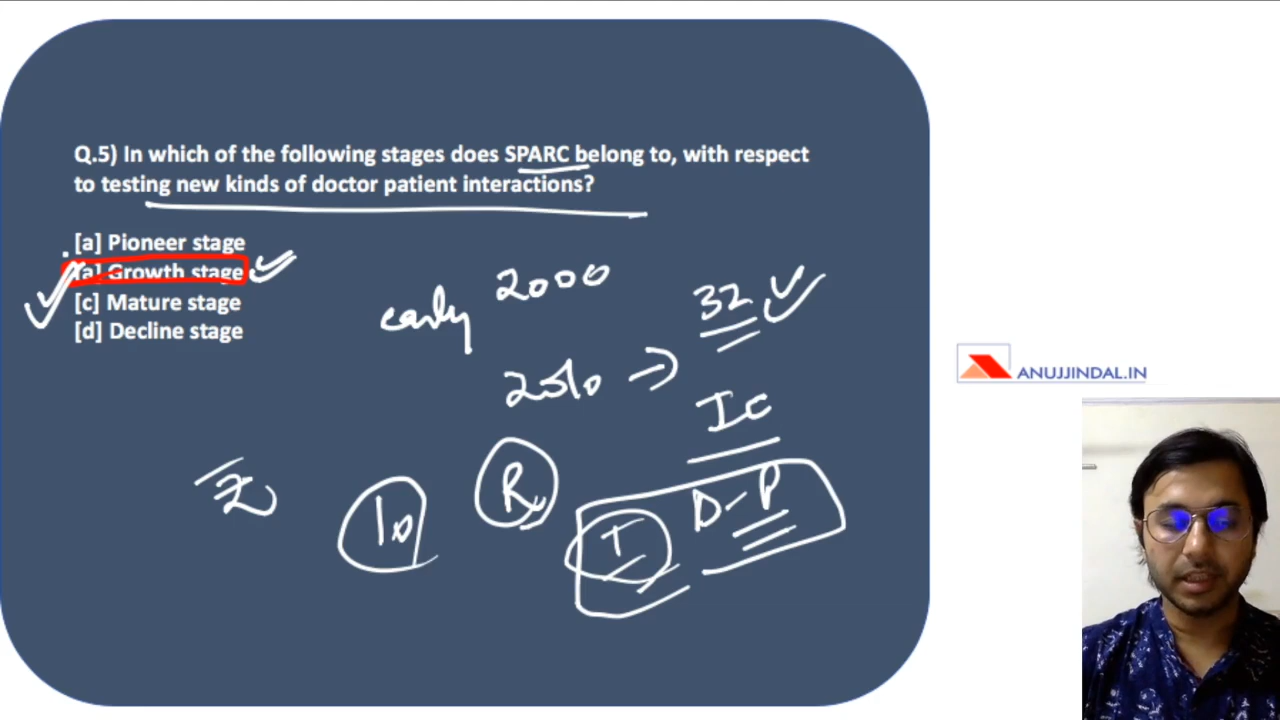 Q.5) In which of the following stages does SPARC belong to, with respect
to testing new kinds of doctor patient interactions?
[a] Pioneer stage
[a] Growth stage
[c] Mature stage
[d] Decline stage
early 2000
32
2010 ⇒
Ic
₹
10
R
T
D-P
ANUJJINDAL.IN